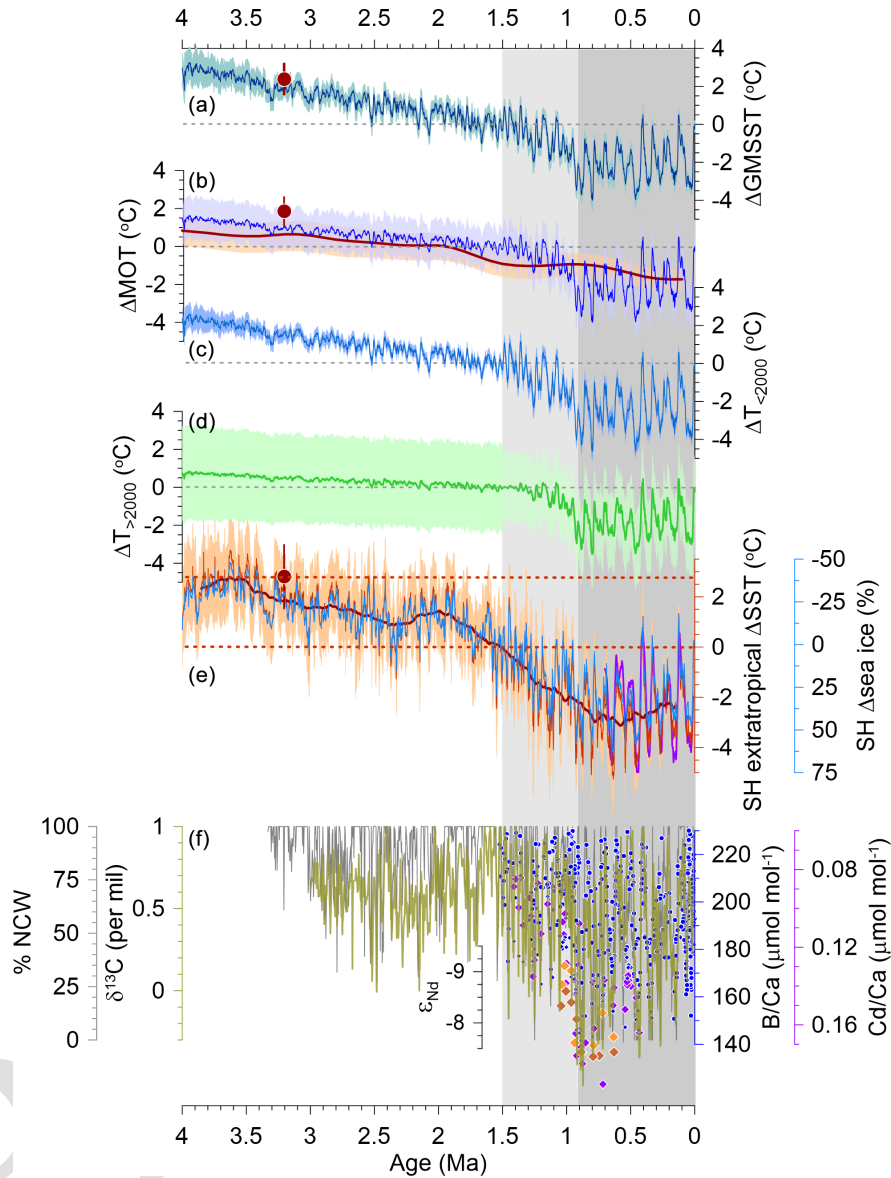 4 3.5 3 2.5 2 1.5 1 0.5 0
(a)
4
2
0
-2
-4
ΔGMSST (°C)
(b)
4
2
0
-2
-4
ΔMOT (°C)
(c)
4
2
0
-2
-4
ΔT<2000 (°C)
(d)
4
2
0
-2
-4
ΔT>2000 (°C)
(e)
2
0
-2
-4
SH extratropical ΔSST (°C)
-50
-25
0
25
50
75
SH Δsea ice (%)
(f)
100
75
50
25
0
% NCW
1
0.5
0
δ¹³C (per mil)
-9
-8
εNd
220
200
180
160
140
B/Ca (μmol mol⁻¹)
0.08
0.12
0.16
Cd/Ca (μmol mol⁻¹)
4 3.5 3 2.5 2 1.5 1 0.5 0
Age (Ma)